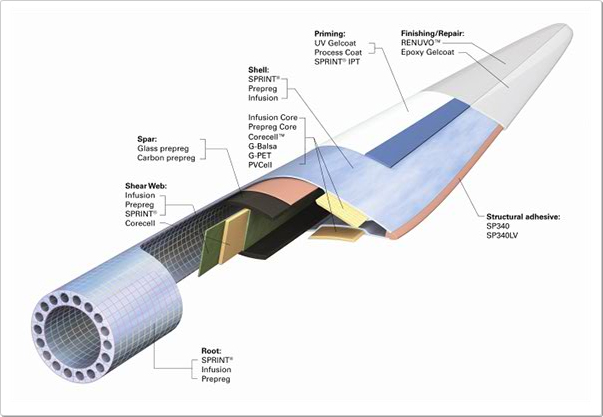 Priming:
UV Gelcoat
Process Coat
SPRINT® IPT
Finishing/Repair:
RENUVO™
Epoxy Gelcoat
Shell:
SPRINT®
Prepreg
Infusion
Infusion Core
Prepreg Core
Corecell™
G-Balsa
G-PET
PVCell
Spar:
Glass prepreg
Carbon prepreg
Shear Web:
Infusion
Prepreg
SPRINT®
Corecell
Structural adhesive:
SP340
SP340LV
Root:
SPRINT®
Infusion
Prepreg